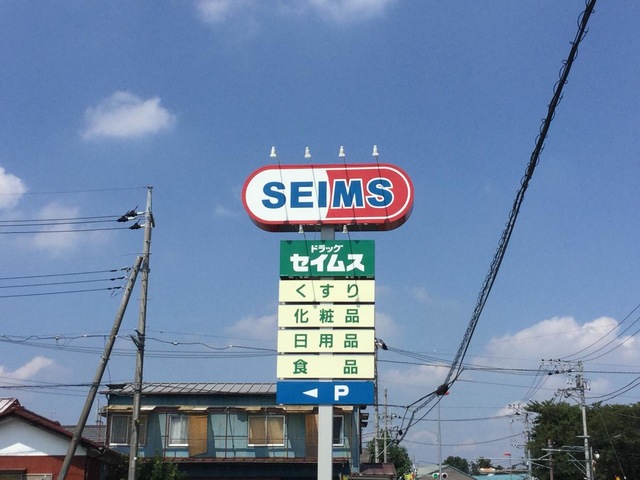 SEIMS
ドラッグ
セイムス
くすり
化粧品
日用品
食品
◀ P